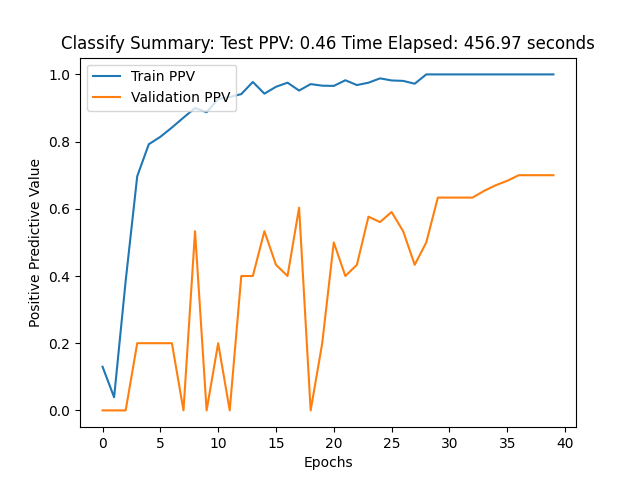 Classify Summary: Test PPV: 0.46 Time Elapsed: 456.97 seconds
Train PPV
Validation PPV
Positive Predictive Value
1.0
0.8
0.6
0.4
0.2
0.0
0 5 10 15 20 25 30 35 40
Epochs